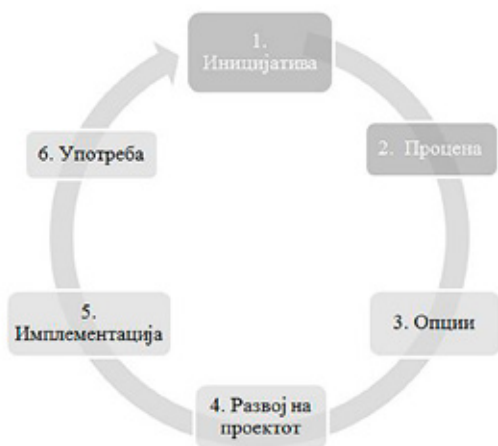 1.
Иницијатива
2. Процена
3. Опции
4. Развој на
проектот
5.
Имплементација
6. Употреба